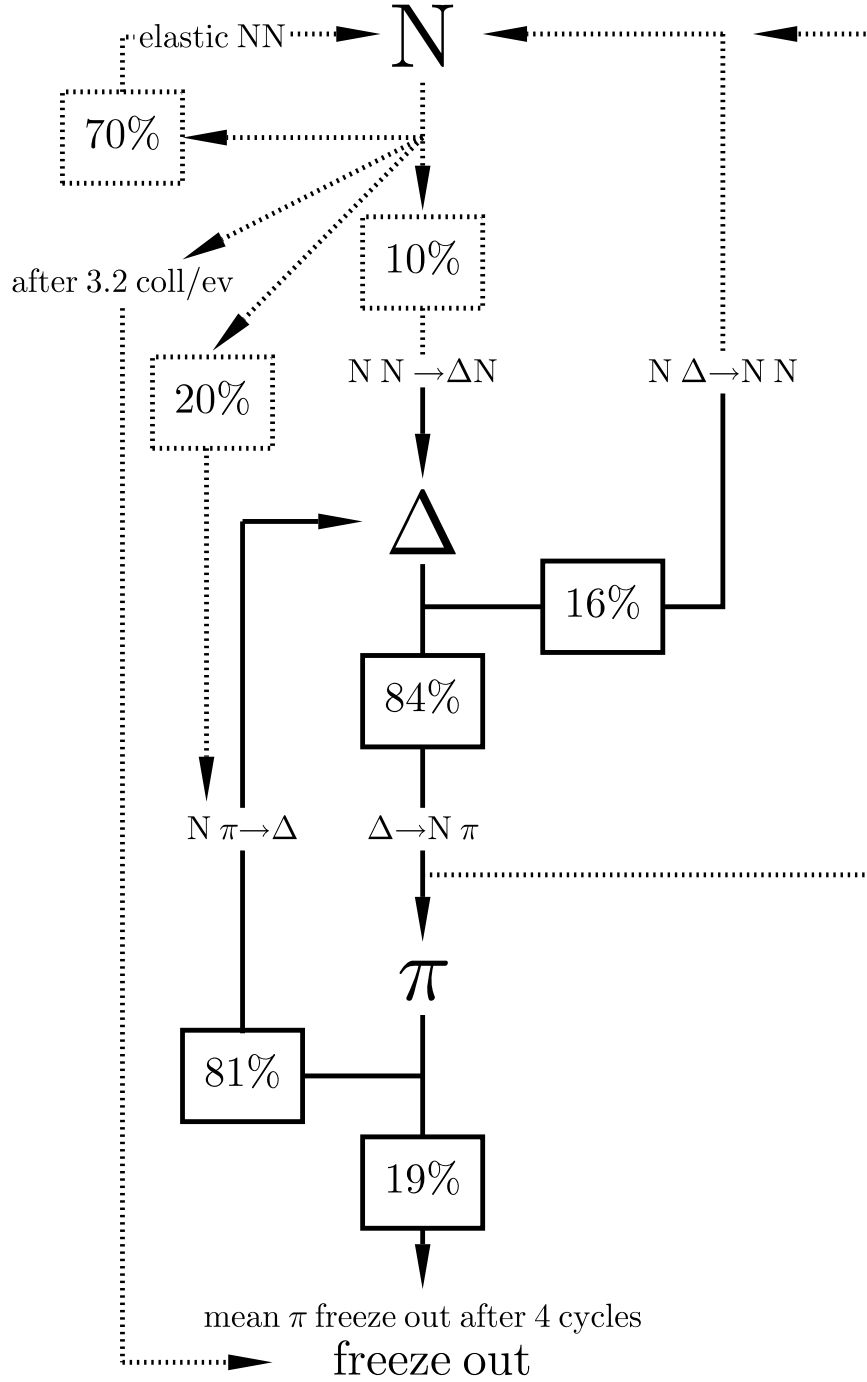 elastic NN
N
70%
10%
after 3.2 coll/ev
N N →ΔN
N Δ→N N
20%
Δ
16%
84%
N π→Δ
Δ→N π
π
81%
19%
mean π freeze out after 4 cycles
freeze out